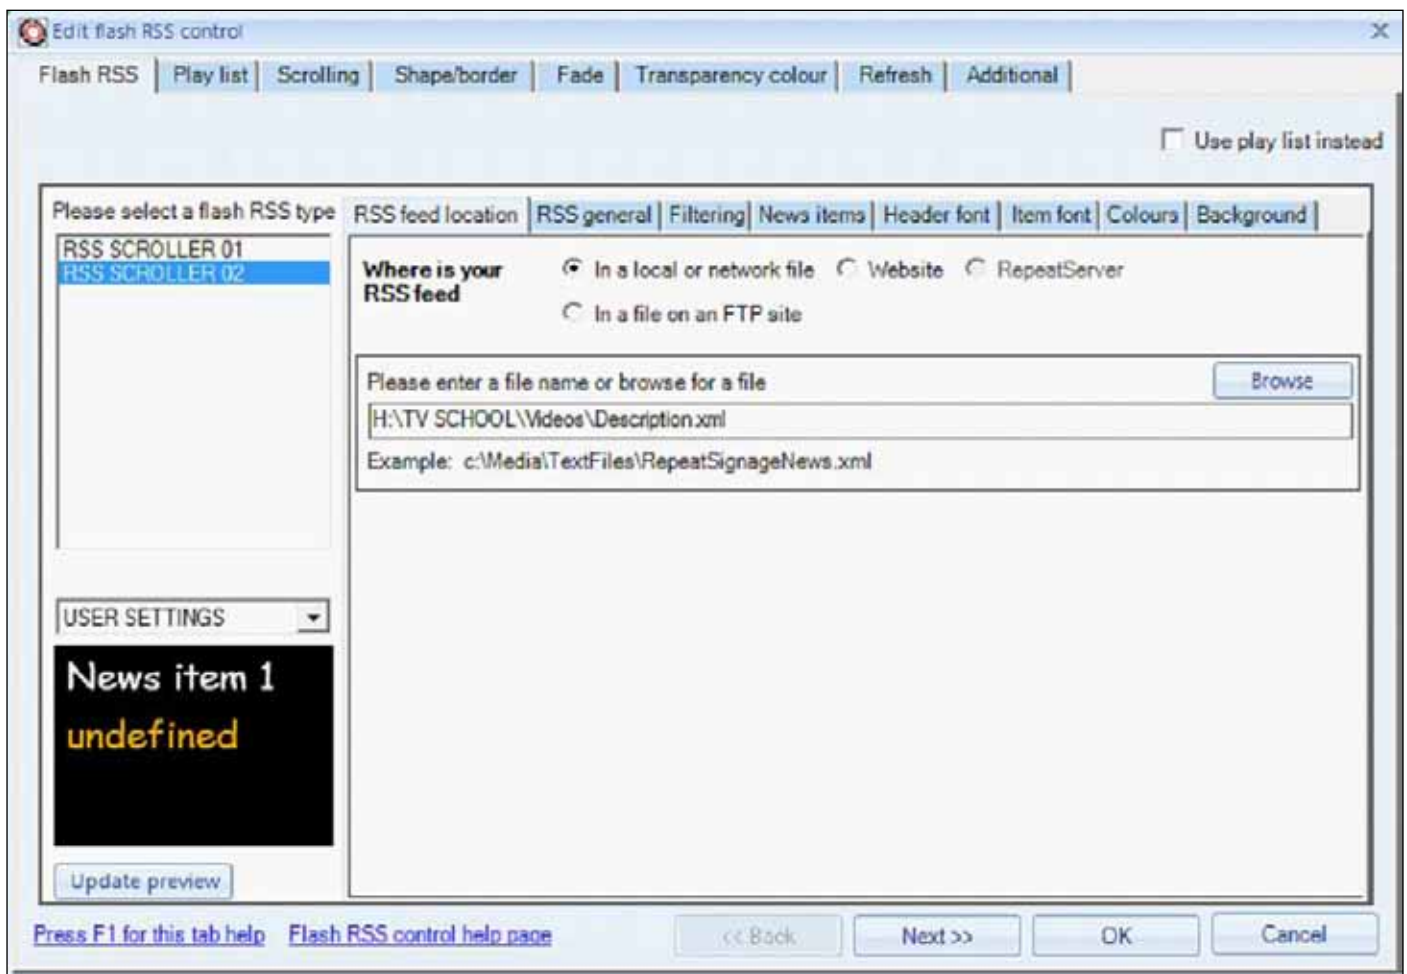 Edit flash RSS control
Flash RSS Play list Scrolling Shape/border Fade Transparency colour Refresh Additional
Use play list instead
Please select a flash RSS type
RSS SCROLLER 01
RSS SCROLLER 02
RSS feed location RSS general Filtering News items Header font Item font Colours Background
Where is your
RSS feed
In a local or network file Website RepeatServer
In a file on an FTP site
Please enter a file name or browse for a file
Browse
H:\TV SCHOOL\Videos\Description.xml
Example: c:\Media\TextFiles\RepeatSignageNews.xml
USER SETTINGS
News item 1
undefined
Update preview
Press F1 for this tab help Flash RSS control help page << Back Next >> OK Cancel